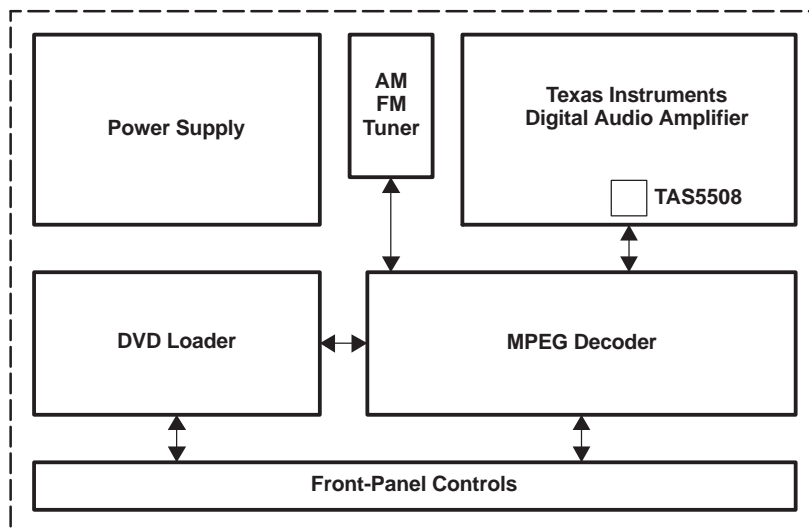 Power Supply
AM
FM
Tuner
Texas Instruments
Digital Audio Amplifier
TAS5508
DVD Loader
MPEG Decoder
Front-Panel Controls